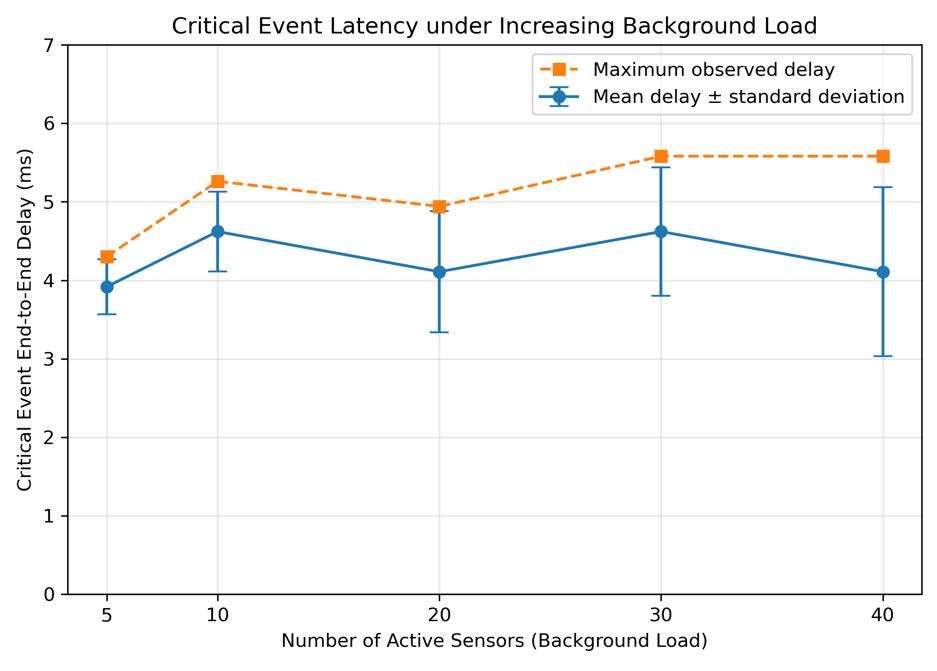 Critical Event Latency under Increasing Background Load
Maximum observed delay
Mean delay ± standard deviation
Critical Event End-to-End Delay (ms)
7
6
5
4
3
2
1
0
5 10 20 30 40
Number of Active Sensors (Background Load)